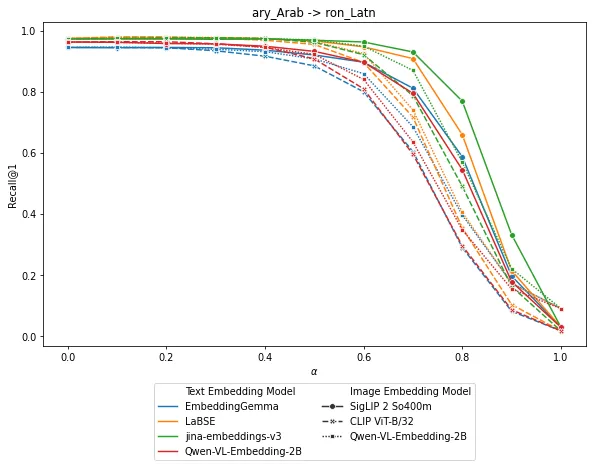 ary_Arab -> ron_Latn
Recall@1
1.0
0.8
0.6
0.4
0.2
0.0
0.0 0.2 0.4 0.6 0.8 1.0
α
Text Embedding Model
EmbeddingGemma
LaBSE
jina-embeddings-v3
Qwen-VL-Embedding-2B
Image Embedding Model
SigLIP 2 So400m
CLIP ViT-B/32
Qwen-VL-Embedding-2B